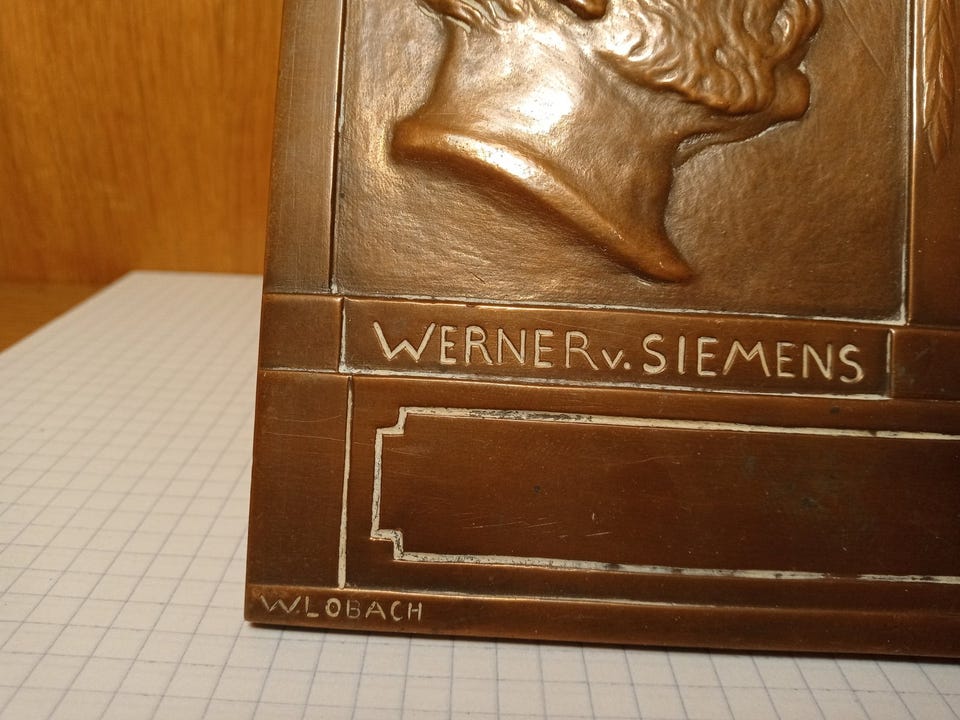 WERNER v. SIEMENS
W. LOBACH